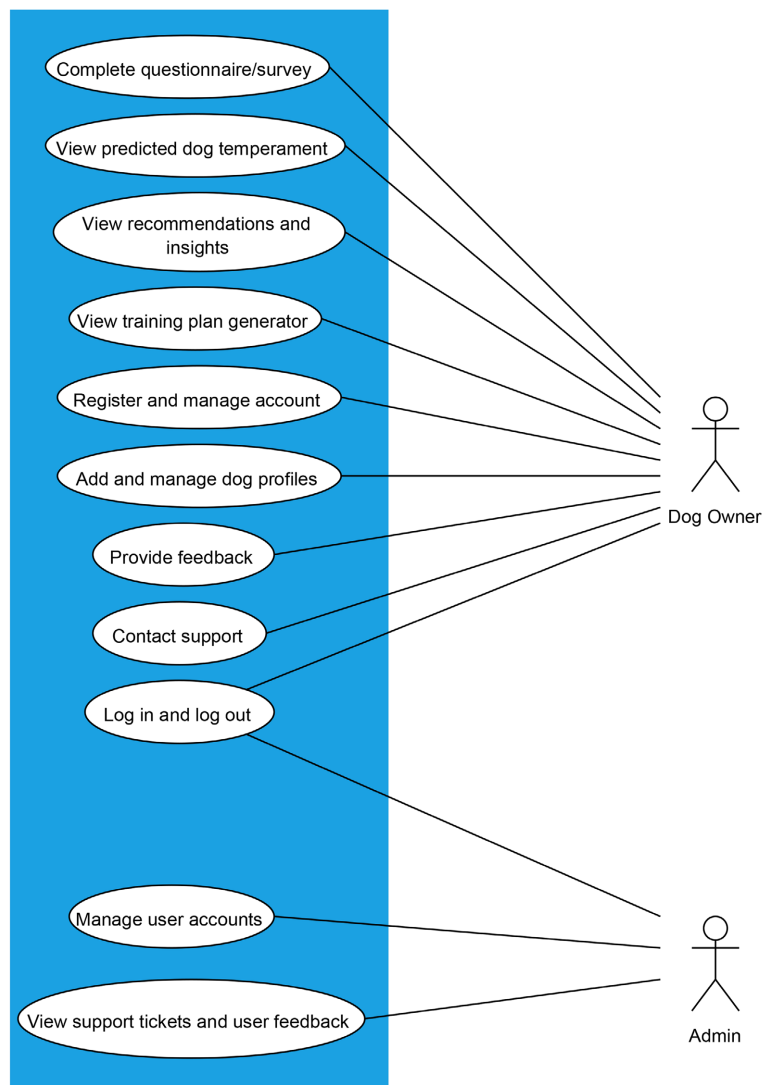 Complete questionnaire/survey
View predicted dog temperament
View recommendations and
insights
View training plan generator
Register and manage account
Add and manage dog profiles
Dog Owner
Provide feedback
Contact support
Log in and log out
Manage user accounts
View support tickets and user feedback
Admin